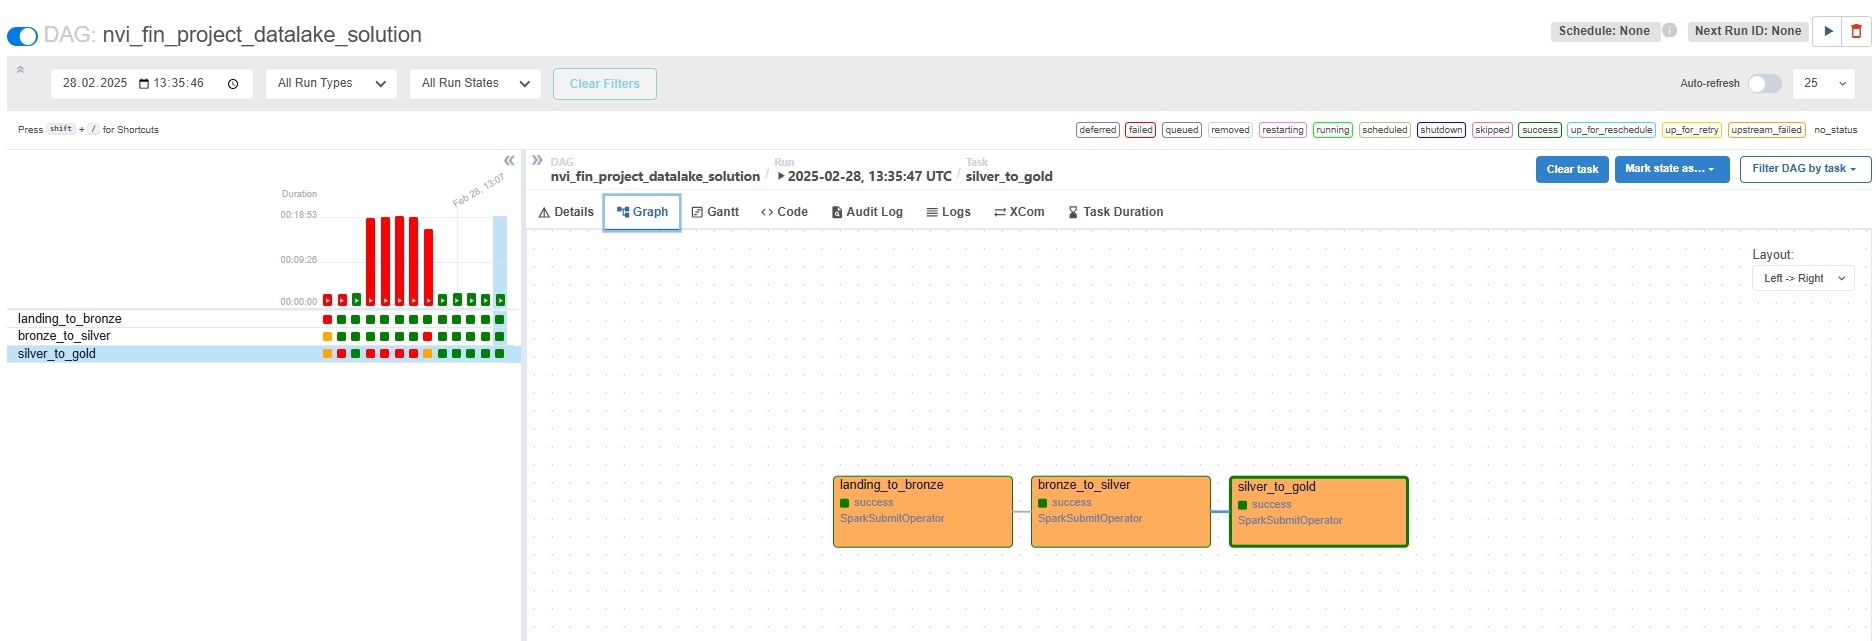 DAG: nvi_fin_project_datalake_solution
Schedule: None
Next Run ID: None
28.02.2025 13:35:46
All Run Types
All Run States
Clear Filters
Auto-refresh
25
Press shift + / for Shortcuts
deferred failed queued removed restarting running scheduled shutdown skipped success up_for_reschedule up_for_retry upstream_failed no_status
Duration
Feb 28, 13:07
00:18:53
00:09:26
00:00:00
landing_to_bronze
bronze_to_silver
silver_to_gold
DAG
nvi_fin_project_datalake_solution
/
Run
2025-02-28, 13:35:47 UTC
/
Task
silver_to_gold
Clear task
Mark state as...
Filter DAG by task
Details
Graph
Gantt
Code
Audit Log
Logs
XCom
Task Duration
Layout:
Left -> Right
landing_to_bronze
success
SparkSubmitOperator
bronze_to_silver
success
SparkSubmitOperator
silver_to_gold
success
SparkSubmitOperator